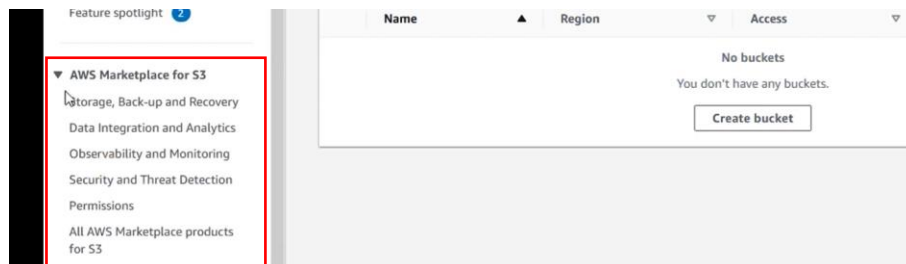 Feature spotlight 2
Name Region Access
AWS Marketplace for S3
Storage, Back-up and Recovery
Data Integration and Analytics
Observability and Monitoring
Security and Threat Detection
Permissions
All AWS Marketplace products
for S3
No buckets
You don't have any buckets.
Create bucket